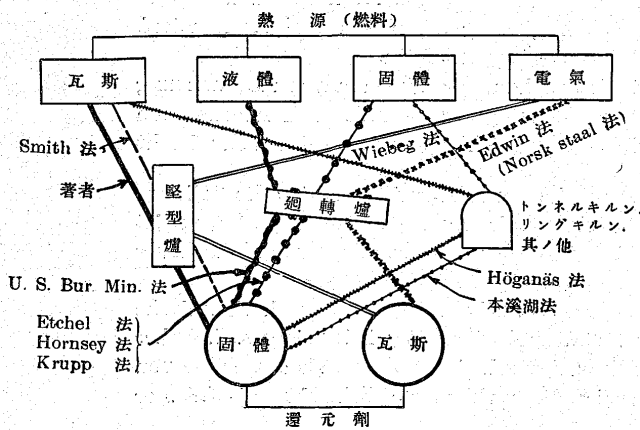 熱源(燃料)
瓦斯
液體
固體
電氣
Smith 法
著者
Wiebeg 法
Edwin 法
(Norsk staal 法)
竪型爐
廻轉爐
トンネルキルン.
リングキルン.
其ノ他
U. S. Bur. Min. 法
Höganäs 法
本溪湖法
Etchel 法
Hornsey 法
Krupp 法
固體
瓦斯
還元劑